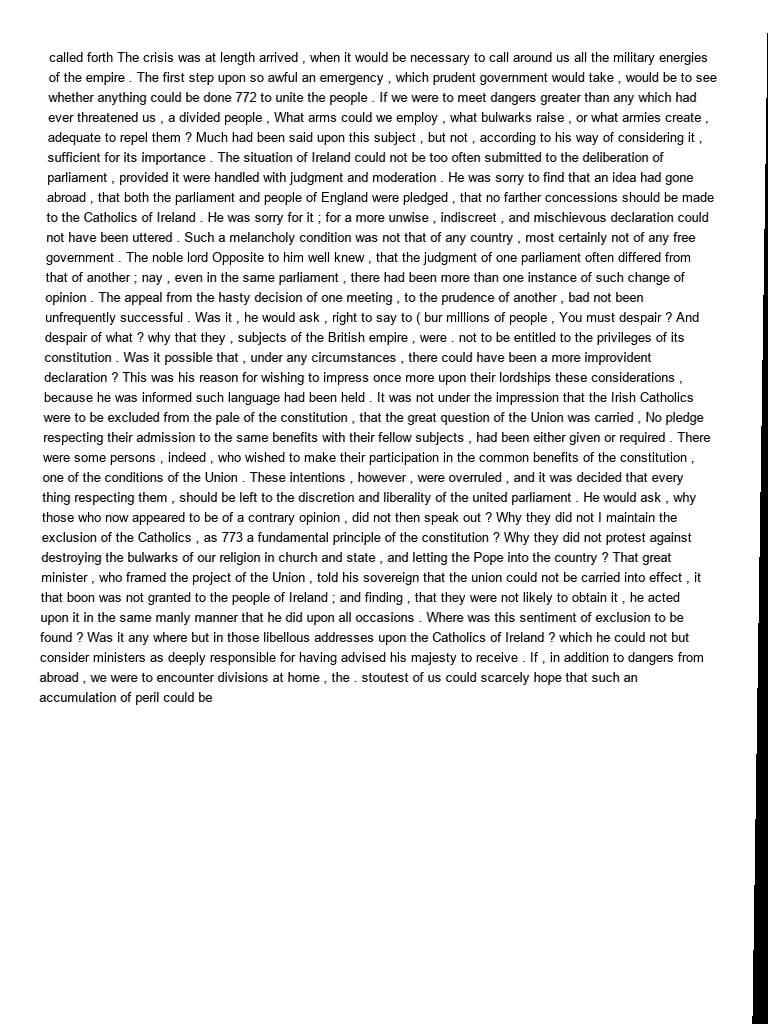 called forth The crisis was at length arrived , when it would be necessary to call around us all the military energies
of the empire . The first step upon so awful an emergency , which prudent government would take , would be to see
whether anything could be done 772 to unite the people . If we were to meet dangers greater than any which had
ever threatened us , a divided people , What arms could we employ , what bulwarks raise , or what armies create ,
adequate to repel them ? Much had been said upon this subject , but not , according to his way of considering it ,
sufficient for its importance . The situation of Ireland could not be too often submitted to the deliberation of
parliament , provided it were handled with judgment and moderation . He was sorry to find that an idea had gone
abroad , that both the parliament and people of England were pledged , that no farther concessions should be made
to the Catholics of Ireland . He was sorry for it ; for a more unwise , indiscreet , and mischievous declaration could
not have been uttered . Such a melancholy condition was not that of any country , most certainly not of any free
government . The noble lord Opposite to him well knew , that the judgment of one parliament often differed from
that of another ; nay , even in the same parliament , there had been more than one instance of such change of
opinion . The appeal from the hasty decision of one meeting , to the prudence of another , bad not been
unfrequently successful . Was it , he would ask , right to say to ( bur millions of people , You must despair ? And
despair of what ? why that they , subjects of the British empire , were . not to be entitled to the privileges of its
constitution . Was it possible that , under any circumstances , there could have been a more improvident
declaration ? This was his reason for wishing to impress once more upon their lordships these considerations ,
because he was informed such language had been held . It was not under the impression that the Irish Catholics
were to be excluded from the pale of the constitution , that the great question of the Union was carried , No pledge
respecting their admission to the same benefits with their fellow subjects , had been either given or required . There
were some persons , indeed , who wished to make their participation in the common benefits of the constitution ,
one of the conditions of the Union . These intentions , however , were overruled , and it was decided that every
thing respecting them , should be left to the discretion and liberality of the united parliament . He would ask , why
those who now appeared to be of a contrary opinion , did not then speak out ? Why they did not I maintain the
exclusion of the Catholics , as 773 a fundamental principle of the constitution ? Why they did not protest against
destroying the bulwarks of our religion in church and state , and letting the Pope into the country ? That great
minister , who framed the project of the Union , told his sovereign that the union could not be carried into effect , it
that boon was not granted to the people of Ireland ; and finding , that they were not likely to obtain it , he acted
upon it in the same manly manner that he did upon all occasions . Where was this sentiment of exclusion to be
found ? Was it any where but in those libellous addresses upon the Catholics of Ireland ? which he could not but
consider ministers as deeply responsible for having advised his majesty to receive . If , in addition to dangers from
abroad , we were to encounter divisions at home , the . stoutest of us could scarcely hope that such an
accumulation of peril could be